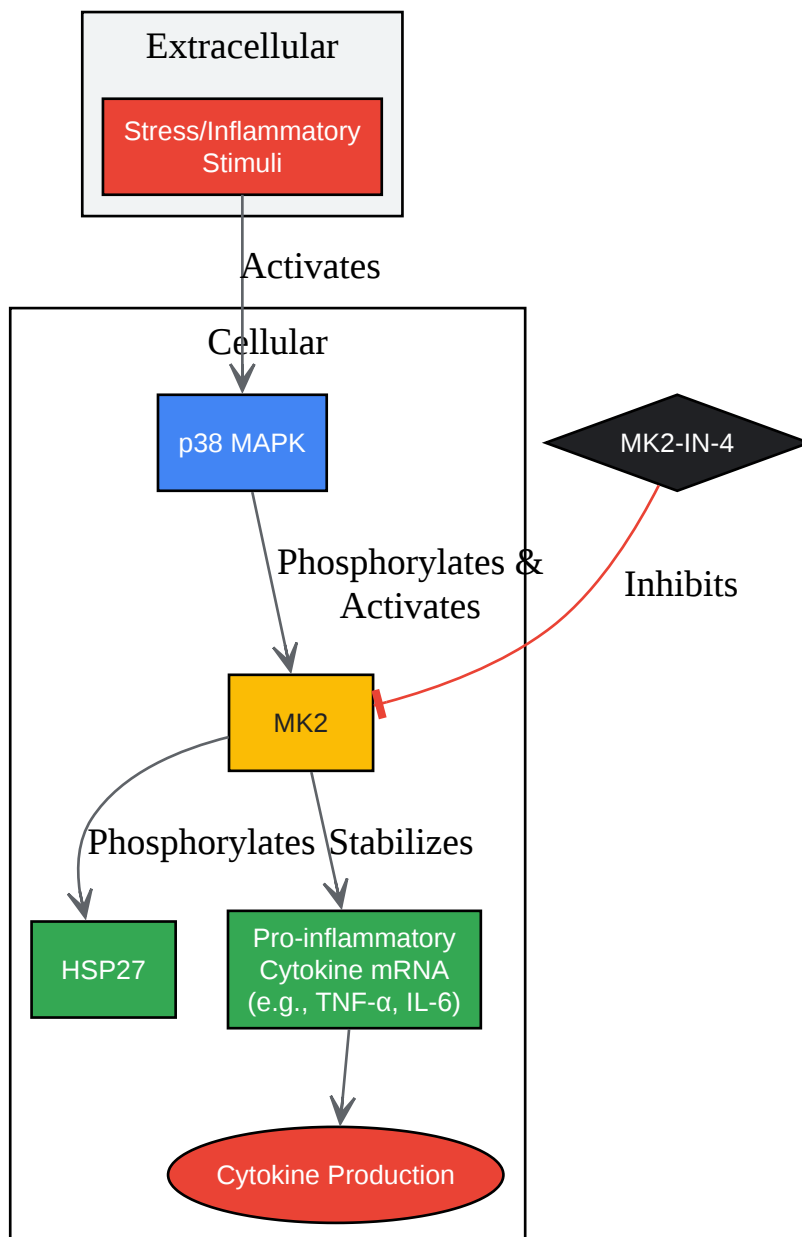 Extracellular
Stress/Inflammatory
Stimuli
Activates
Cellular
p38 MAPK
MK2-IN-4
Phosphorylates &
Activates
Inhibits
MK2
Phosphorylates
Stabilizes
HSP27
Pro-inflammatory
Cytokine mRNA
(e.g., TNF-α, IL-6)
Cytokine Production